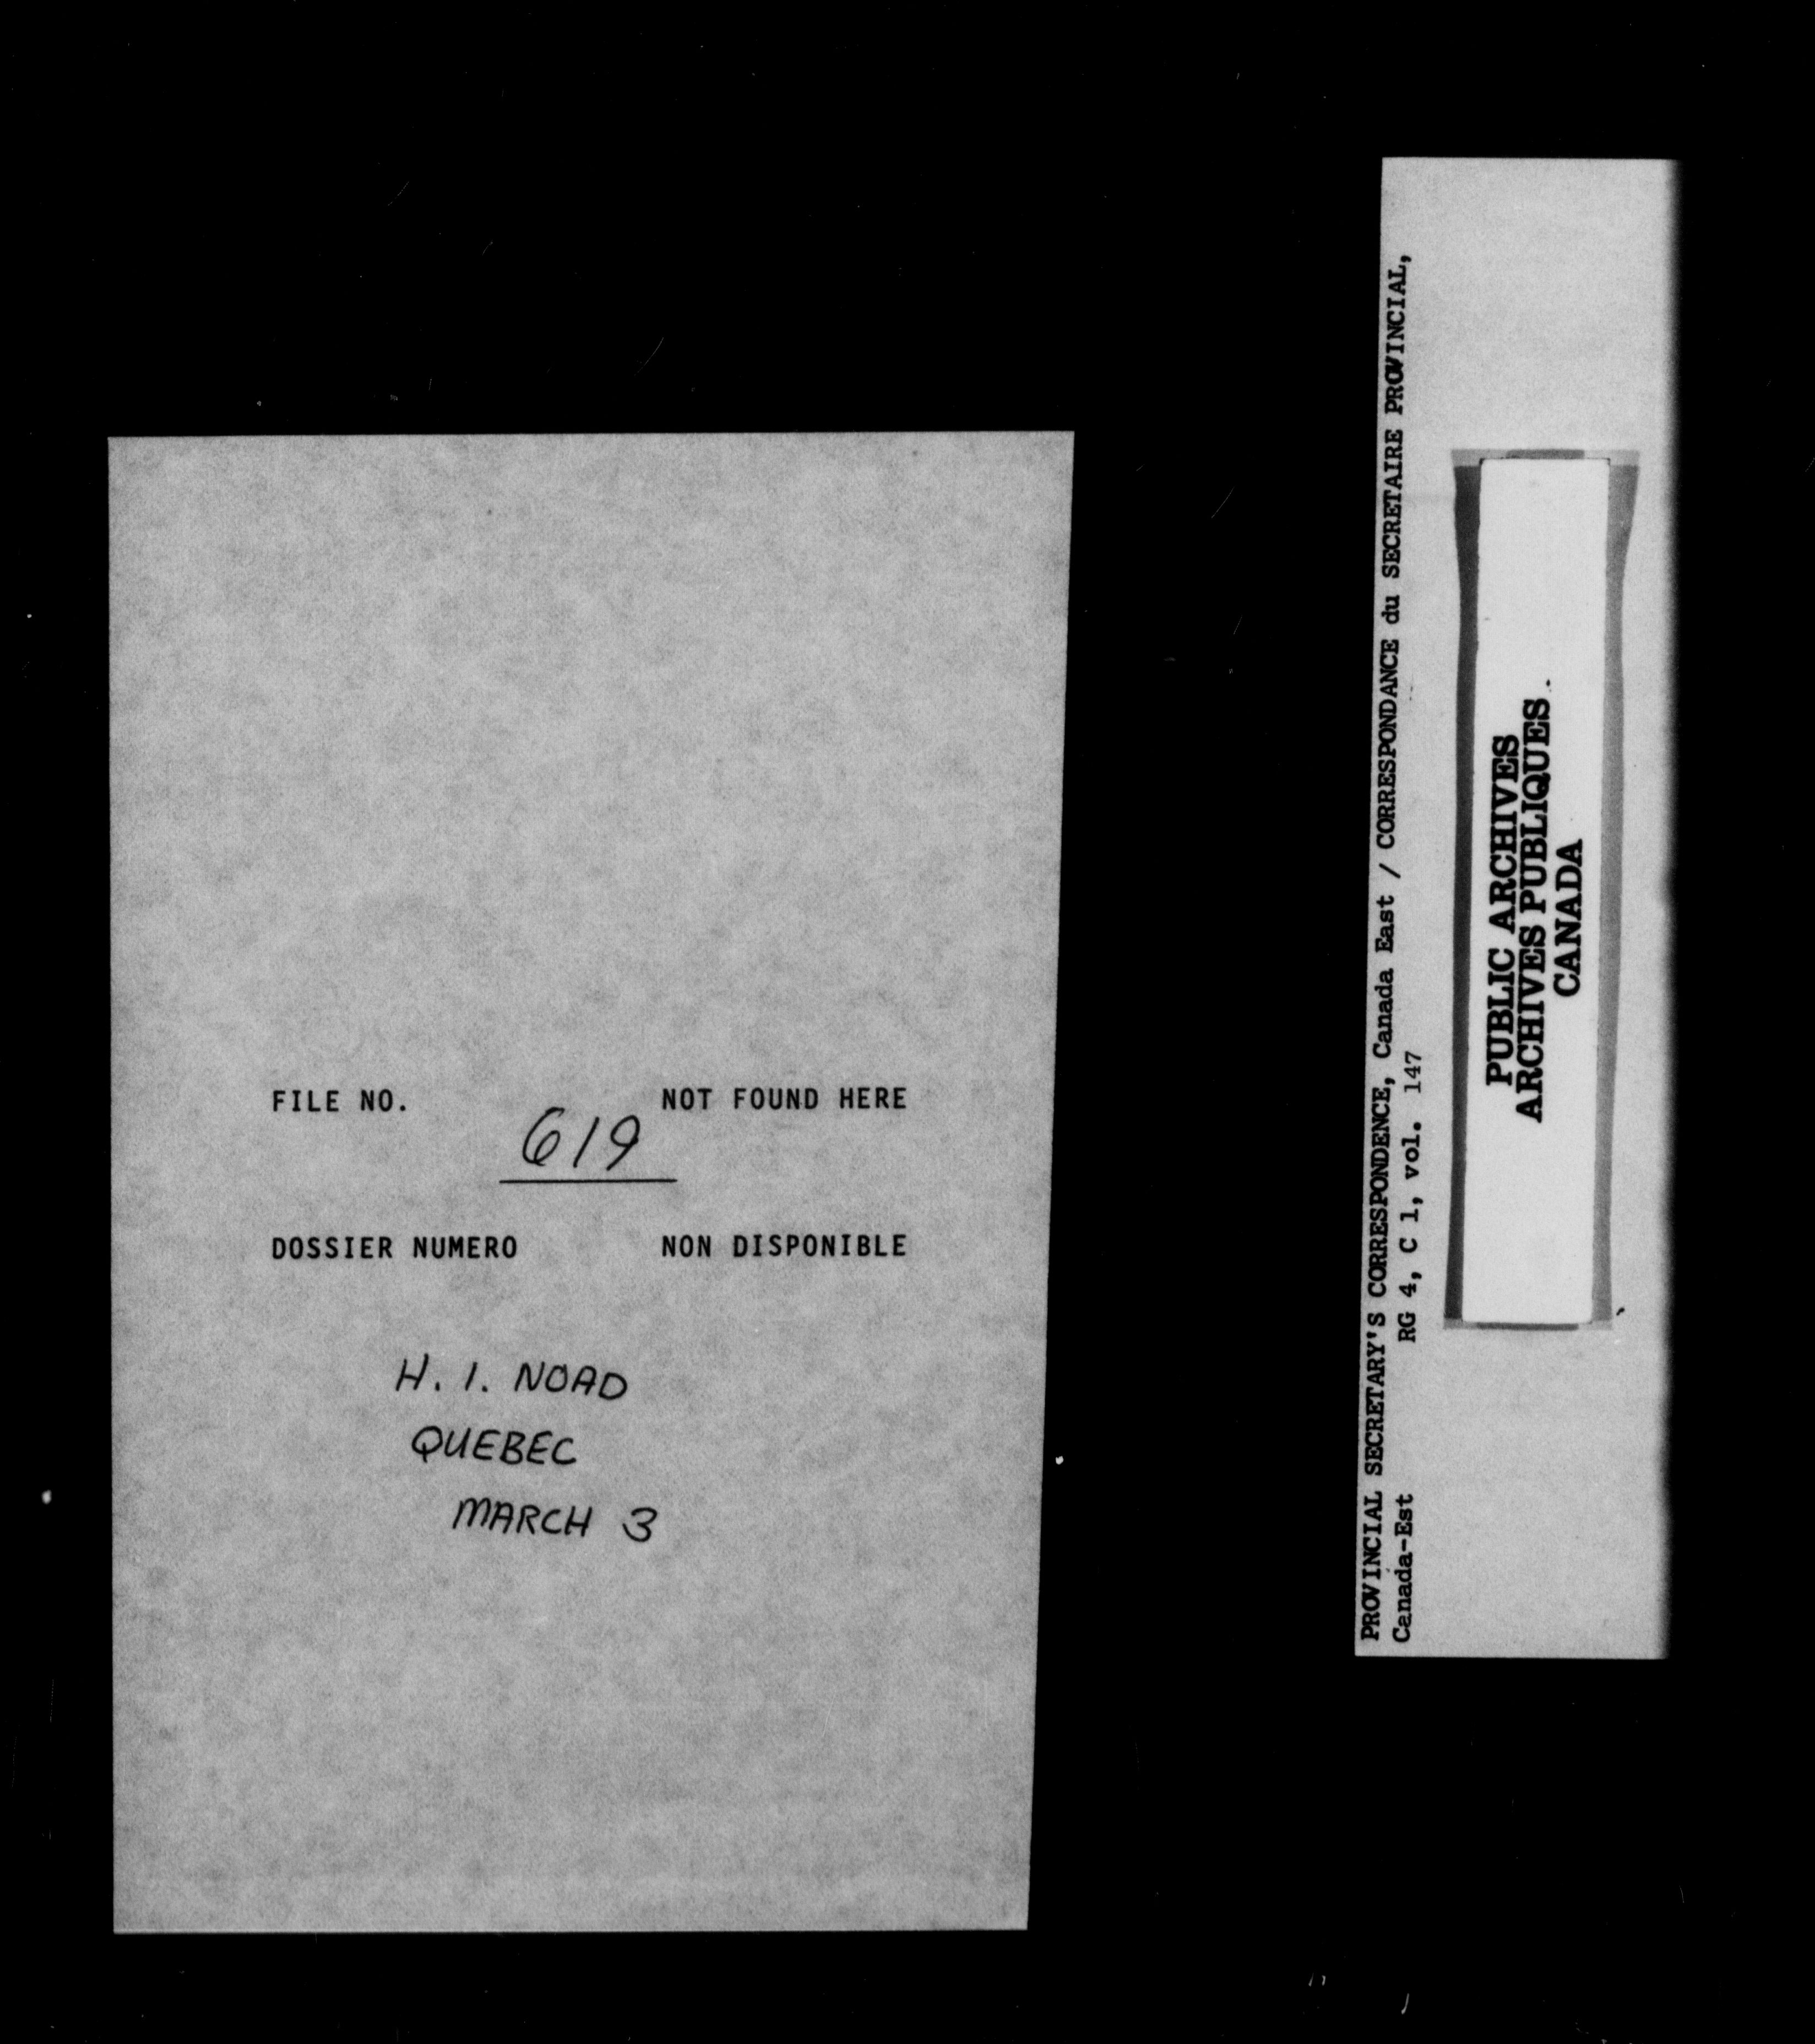 FILE NO. NOT FOUND HERE
619
DOSSIER NUMERO NON DISPONIBLE
H. I. NOAD
QUEBEC
MARCH 3
PROVINCIAL SECRETARY'S CORRESPONDENCE, Canada East / CORRESPONDANCE du SECRETAIRE PROVINCIAL,
Canada-Est RG 4, C 1, vol. 147
PUBLIC ARCHIVES
ARCHIVES PUBLIQUES
CANADA